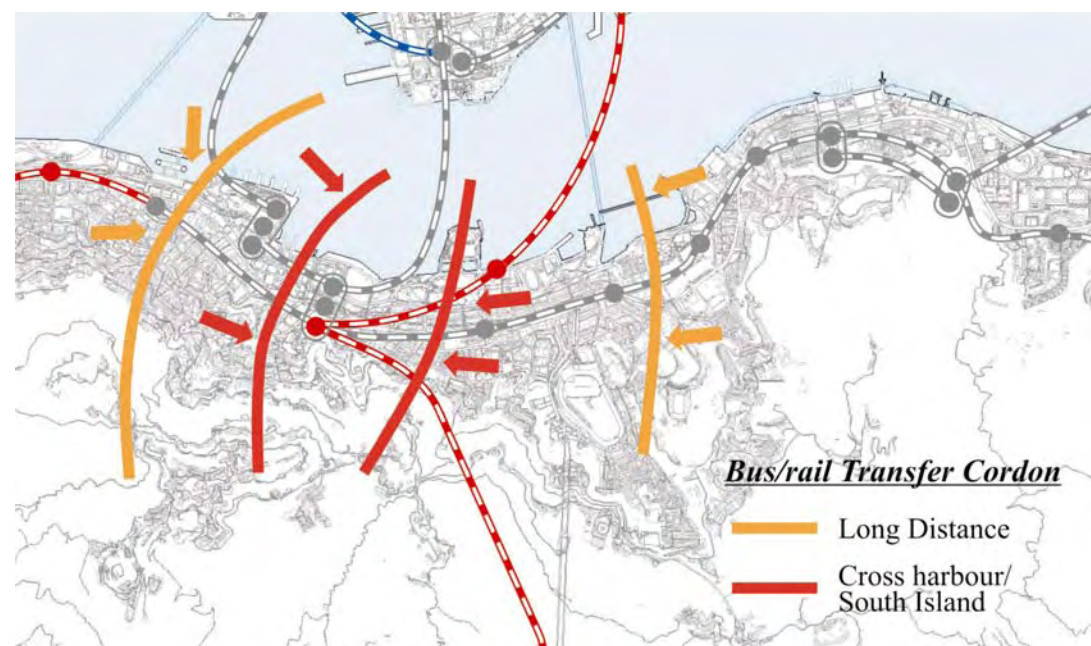 Bus/rail Transfer Cordon
Long Distance
Cross harbour/
South Island